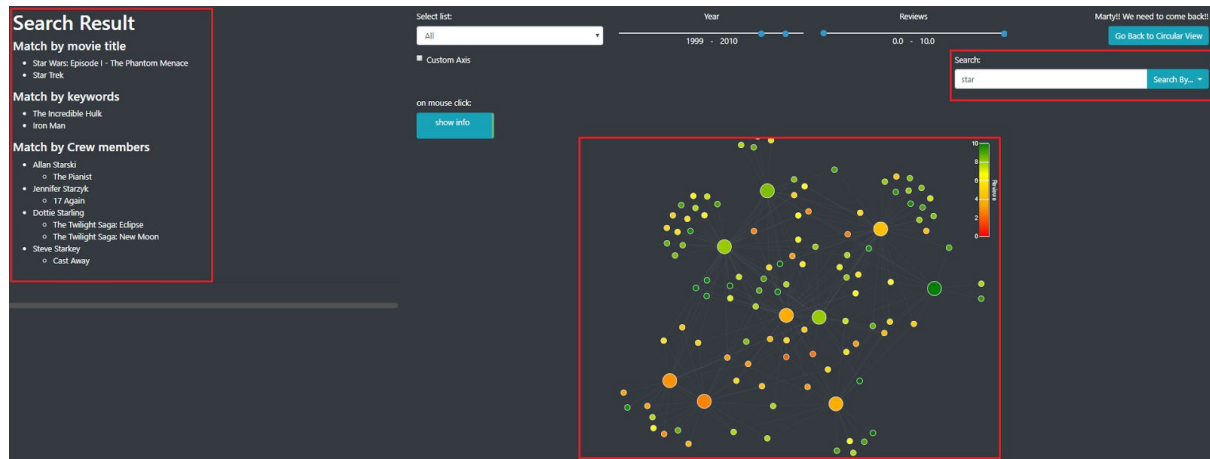 Search Result
Match by movie title
Star Wars: Episode I - The Phantom Menace
Star Trek
Match by keywords
The Incredible Hulk
Iron Man
Match by Crew members
Allan Starski
The Pianist
Jennifer Starzyk
17 Again
Dottie Starling
The Twilight Saga: Eclipse
The Twilight Saga: New Moon
Steve Starkey
Cast Away
Select list:
All
Custom Axis
on mouse click:
show info
Year
1999 - 2010
Reviews
0.0 - 10.0
Marty!! We need to come back!!
Go Back to Circular View
Search:
star
Search By...
10
8
6
4
2
0
Reviews